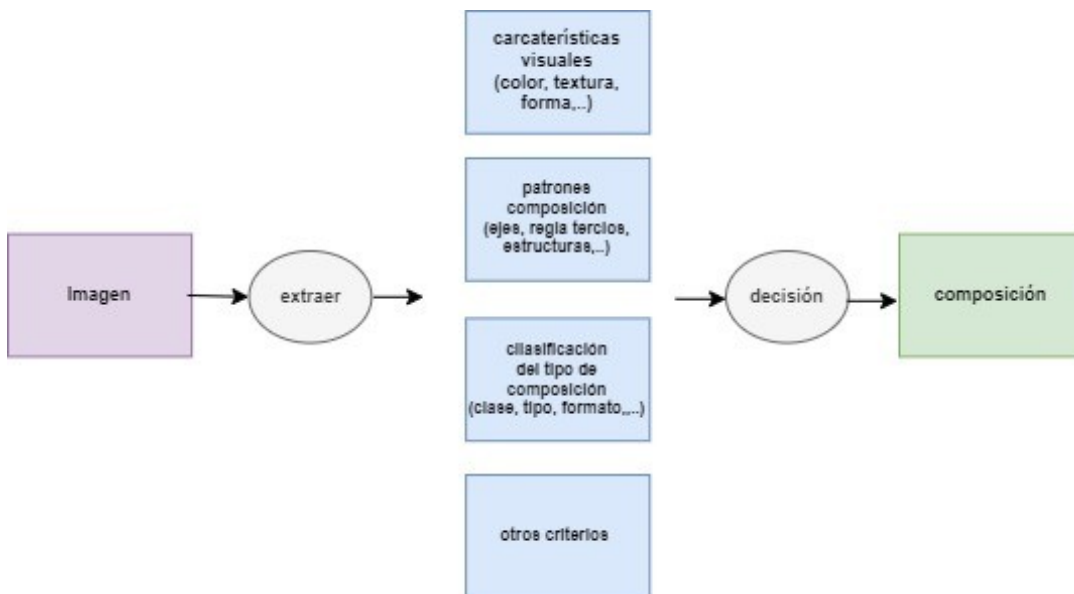 carcaterísticas
visuales
(color, textura,
forma,..)
patrones
composición
(ejes, regla tercios,
estructuras,..)
Imagen
extraer
decisión
composición
cllasificación
del tipo de
composición
(clase, tipo, formato,,..)
otros criterios